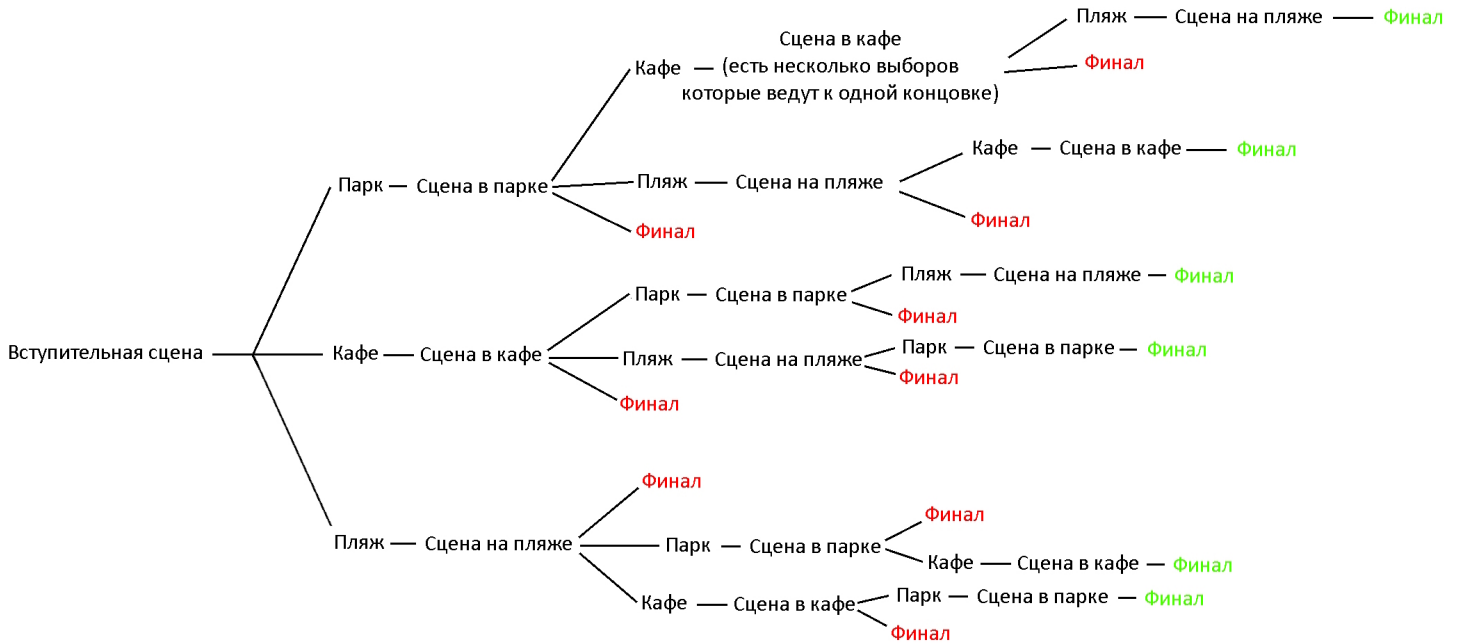 Вступительная сцена
Парк
Сцена в парке
Кафе
Сцена в кафе
(есть несколько выборов
которые ведут к одной концовке)
Пляж
Сцена на пляже
Финал
Финал
Пляж
Сцена на пляже
Кафе
Сцена в кафе
Финал
Финал
Финал
Кафе
Сцена в кафе
Парк
Сцена в парке
Пляж
Сцена на пляже
Финал
Финал
Пляж
Сцена на пляже
Парк
Сцена в парке
Финал
Финал
Финал
Пляж
Сцена на пляже
Финал
Парк
Сцена в парке
Финал
Кафе
Сцена в кафе
Финал
Кафе
Сцена в кафе
Парк
Сцена в парке
Финал
Финал